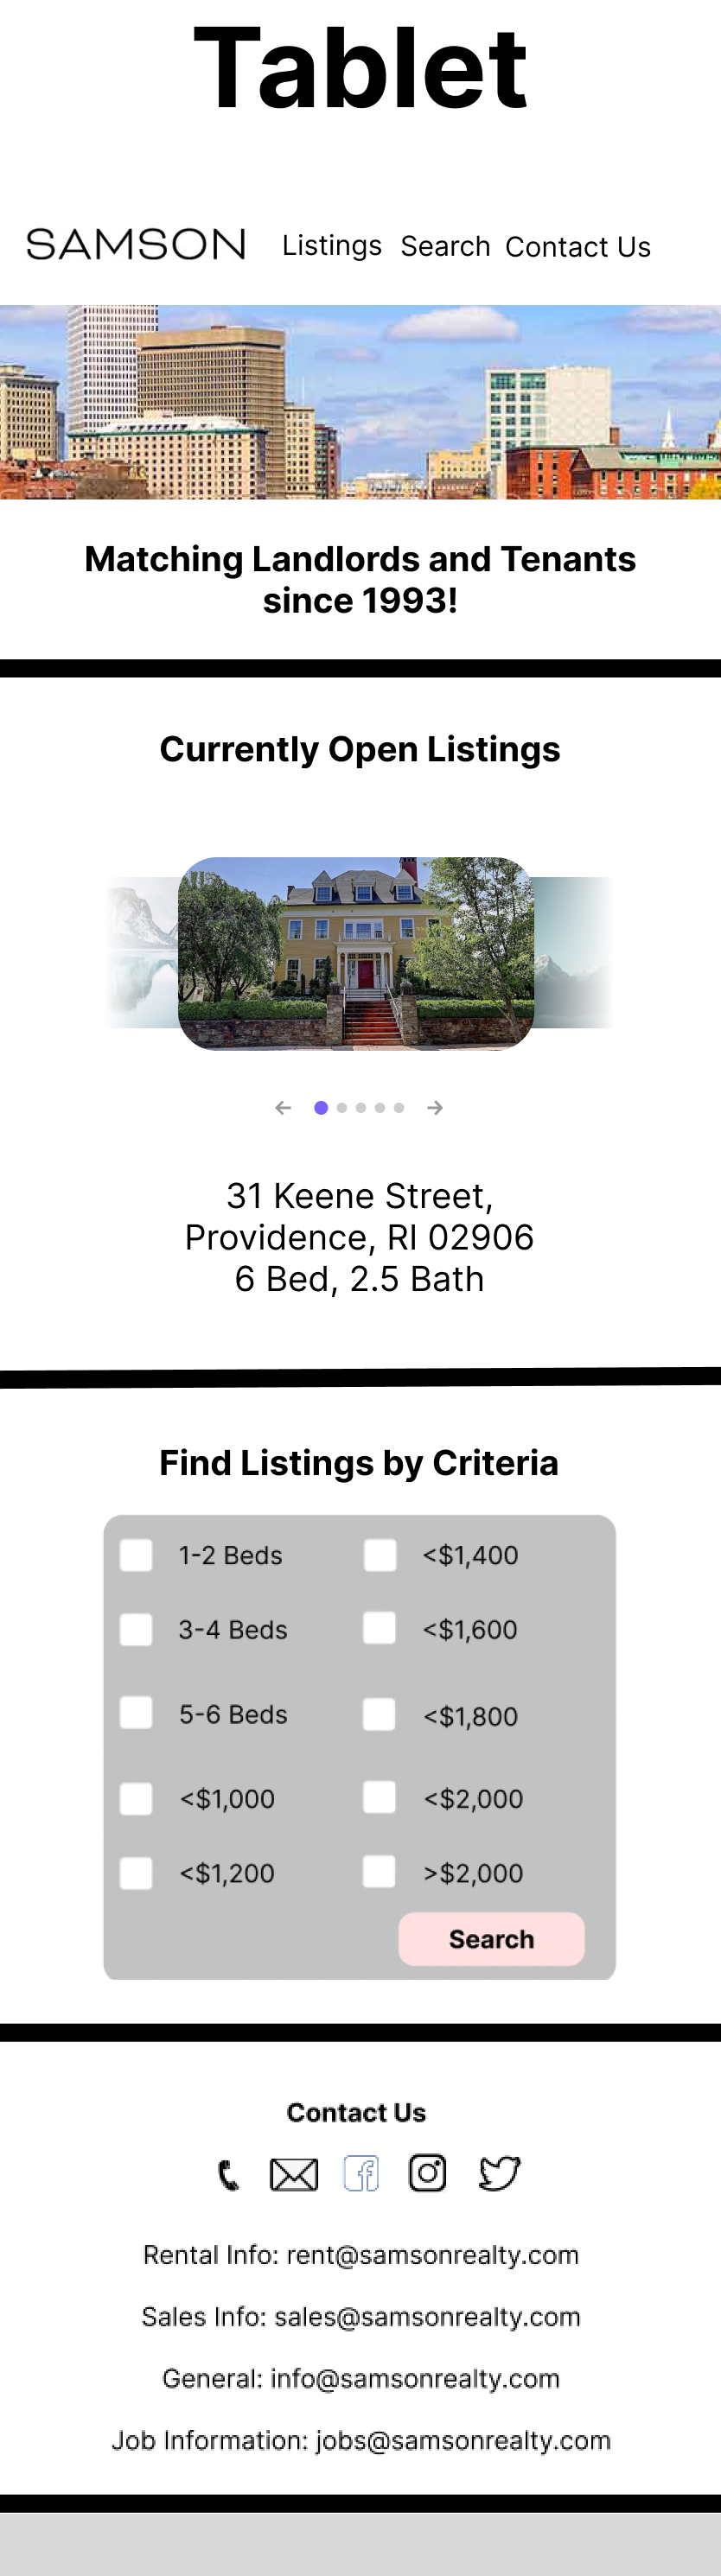 Tablet
SAMSON Listings Search Contact Us
Matching Landlords and Tenants
since 1993!
Currently Open Listings
31 Keene Street,
Providence, RI 02906
6 Bed, 2.5 Bath
Find Listings by Criteria
1-2 Beds <$1,400
3-4 Beds <$1,600
5-6 Beds <$1,800
<$1,000 <$2,000
<$1,200 >$2,000
Search
Contact Us
Rental Info: rent@samsonrealty.com
Sales Info: sales@samsonrealty.com
General: info@samsonrealty.com
Job Information: jobs@samsonrealty.com